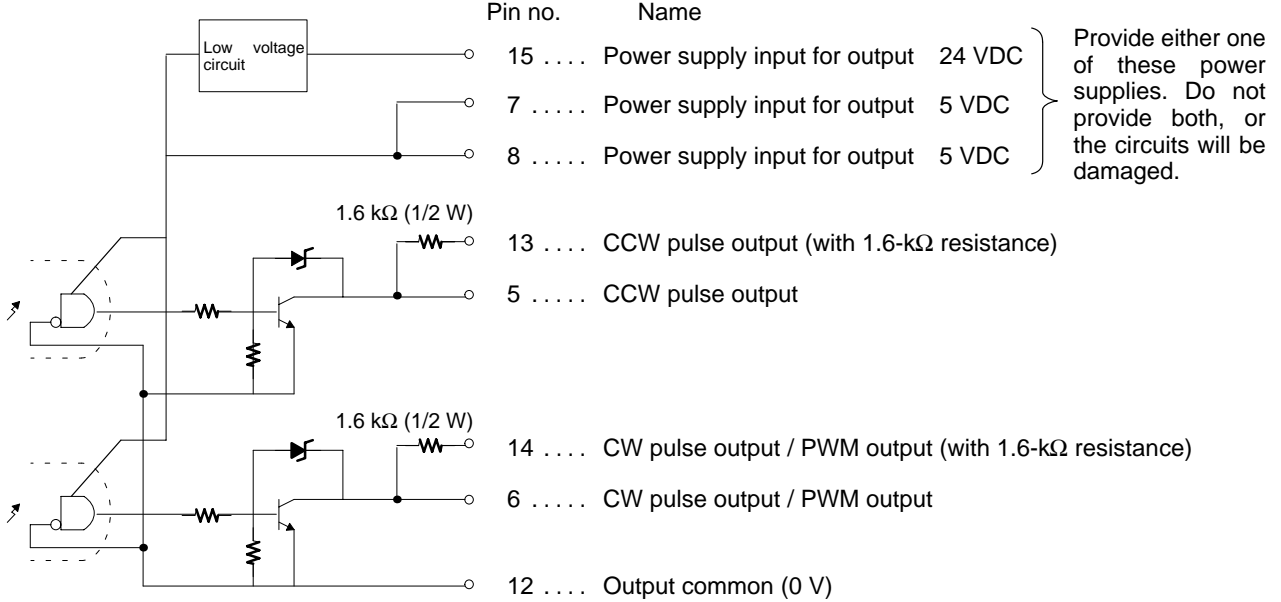 Pin no. Name
Low voltage
circuit
15 .... Power supply input for output 24 VDC
7 ..... Power supply input for output 5 VDC
8 ..... Power supply input for output 5 VDC
Provide either one
of these power
supplies. Do not
provide both, or
the circuits will be
damaged.
1.6 kΩ (1/2 W)
13 .... CCW pulse output (with 1.6-kΩ resistance)
5 ..... CCW pulse output
1.6 kΩ (1/2 W)
14 .... CW pulse output / PWM output (with 1.6-kΩ resistance)
6 ..... CW pulse output / PWM output
12 .... Output common (0 V)